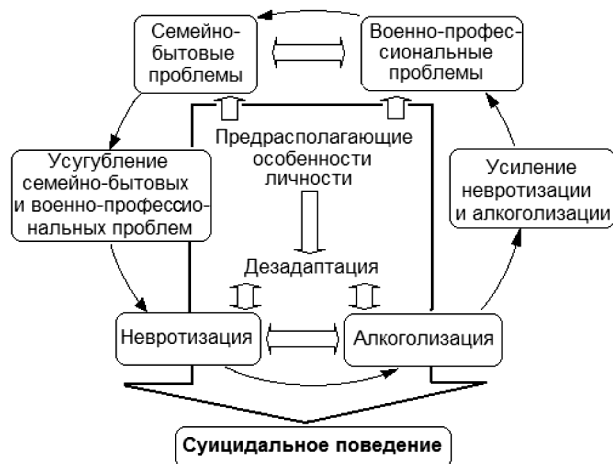 Семейно-
бытовые
проблемы
Военно-профес-
сиональные
проблемы
Предрасполагающие
особенности
личности
Усугубление
семейно-бытовых
и военно-профессио-
нальных проблем
Усиление
невротизации
и алкоголизации
Дезадаптация
Невротизация
Алкоголизация
Суицидальное поведение